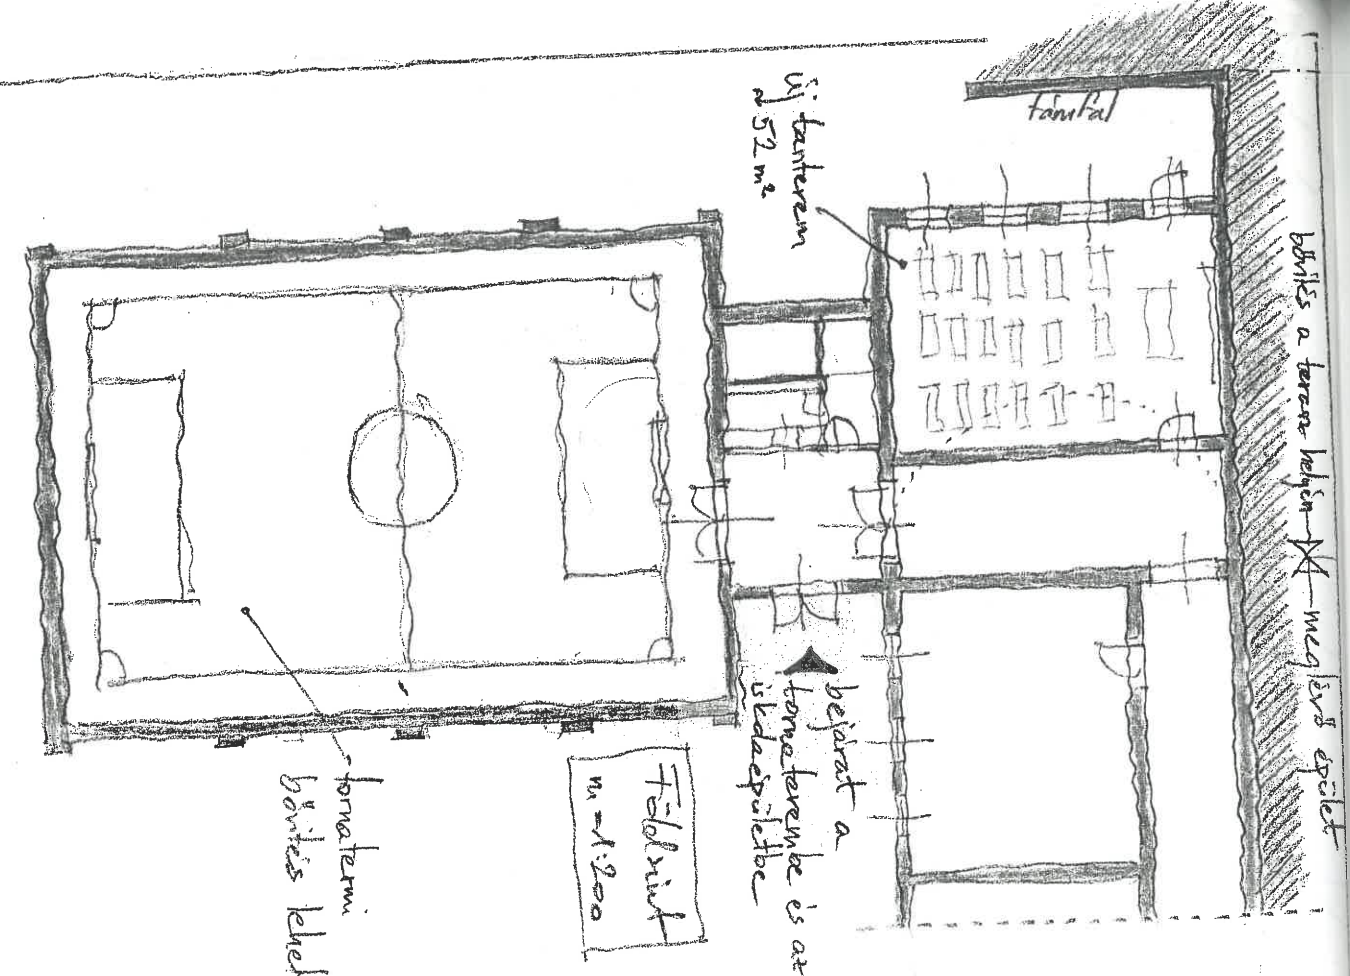 támfal
új tanterem
~ 52 m²
bővítés a terasz helyén
meglévő épület
bejárat a
tornaterembe és az
iskolaépületbe
Földszint
m = 1:200
tornatermi
bővítés lehet